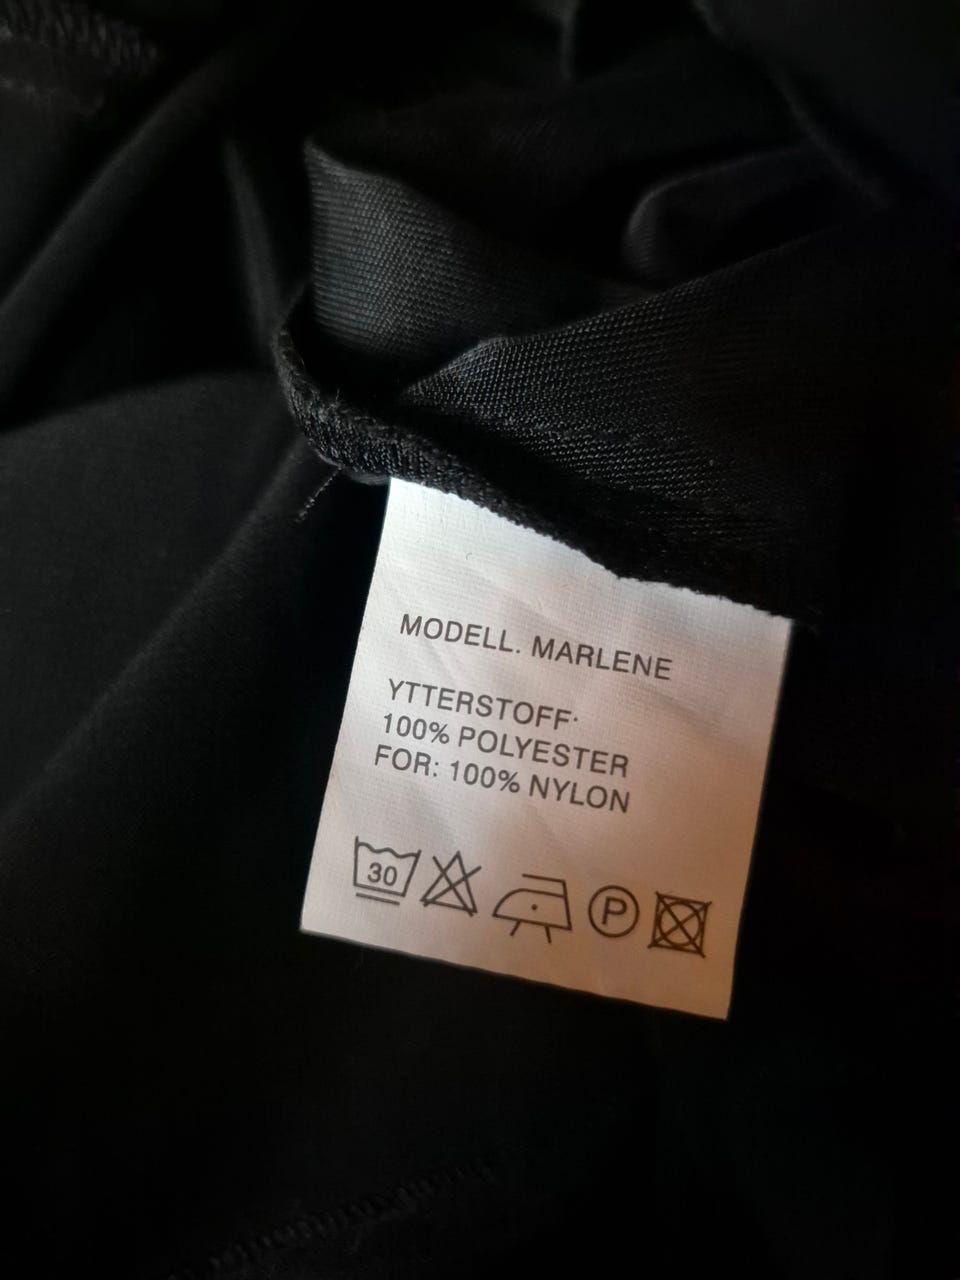 MODELL. MARLENE
YTTERSTOFF·
100% POLYESTER
FOR: 100% NYLON
30
P